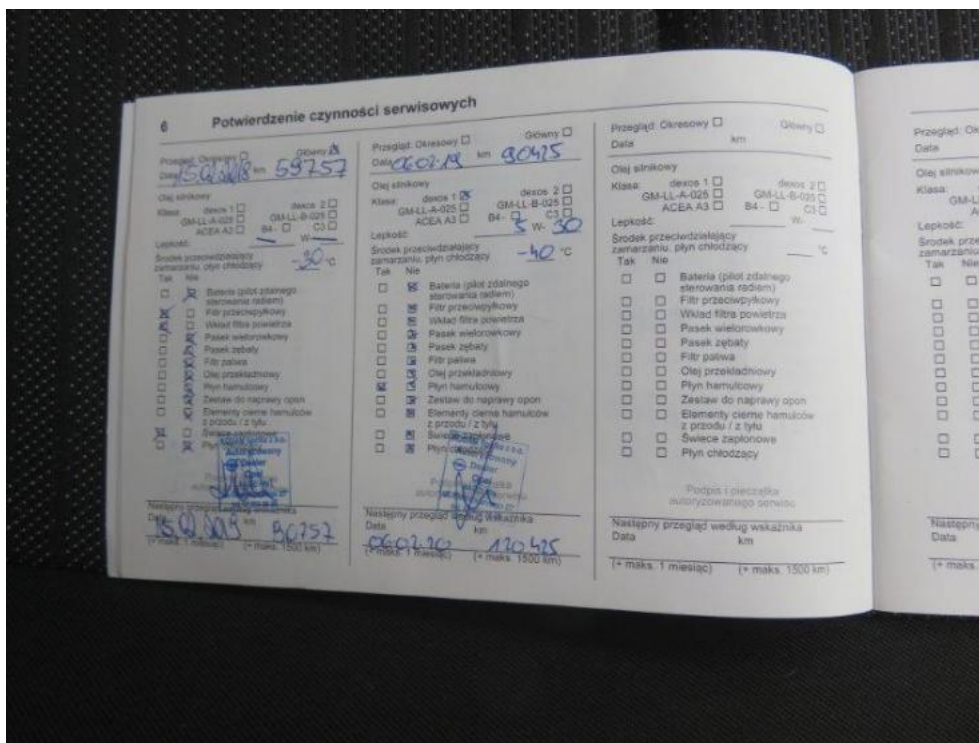 6 Potwierdzenie czynności serwisowych
Przegląd: Okresowy Główny
Data 15.02.2018 km 59757
Olej silnikowy
Klasa: dexos 1 dexos 2
GM-LL-A-025 GM-LL-B-025
ACEA A3 B4- C3
Lepkość: W-
Środek przeciwdziałający
zamarzaniu, płyn chłodzący -30 °C
Tak Nie
Bateria (pilot zdalnego
sterowania radiem)
Filtr przeciwpyłkowy
Wkład filtra powietrza
Pasek wielorowkowy
Pasek zębaty
Filtr paliwa
Olej przekładniowy
Płyn hamulcowy
Zestaw do naprawy opon
Elementy cierne hamulców
z przodu / z tyłu
Świece zapłonowe
Autoryzowany
Dealer
Opel
Następny przegląd według wskaźnika
Data km
15.02.2019 90757
(+ maks. 1 miesiąc) (+ maks. 1500 km)
Przegląd: Okresowy Główny
Data 06.02.19 km 90425
Olej silnikowy
Klasa: dexos 1 dexos 2
GM-LL-A-025 GM-LL-B-025
ACEA A3 B4- C3
Lepkość: 5 W- 30
Środek przeciwdziałający
zamarzaniu, płyn chłodzący -40 °C
Tak Nie
Bateria (pilot zdalnego
sterowania radiem)
Filtr przeciwpyłkowy
Wkład filtra powietrza
Pasek wielorowkowy
Pasek zębaty
Filtr paliwa
Olej przekładniowy
Płyn hamulcowy
Zestaw do naprawy opon
Elementy cierne hamulców
z przodu / z tyłu
Świece zapłonowe
Płyn chłodzący
Dealer
Opel
Następny przegląd według wskaźnika
Data km
06.02.20 120425
(+ maks. 1 miesiąc) (+ maks. 1500 km)
Przegląd: Okresowy Główny
Data km
Olej silnikowy
Klasa: dexos 1 dexos 2
GM-LL-A-025 GM-LL-B-025
ACEA A3 B4- C3
Lepkość: W-
Środek przeciwdziałający
zamarzaniu, płyn chłodzący °C
Tak Nie
Bateria (pilot zdalnego
sterowania radiem)
Filtr przeciwpyłkowy
Wkład filtra powietrza
Pasek wielorowkowy
Pasek zębaty
Filtr paliwa
Olej przekładniowy
Płyn hamulcowy
Zestaw do naprawy opon
Elementy cierne hamulców
z przodu / z tyłu
Świece zapłonowe
Płyn chłodzący
Podpis i pieczątka
autoryzowanego serwisu
Następny przegląd według wskaźnika
Data km
(+ maks. 1 miesiąc) (+ maks. 1500 km)
Przegląd: Ok
Data
Olej silnikow
Klasa:
GM-L
Lepkość:
Środek prze
zamarzaniu
Tak Nie
Następn
Data
(+ maks.